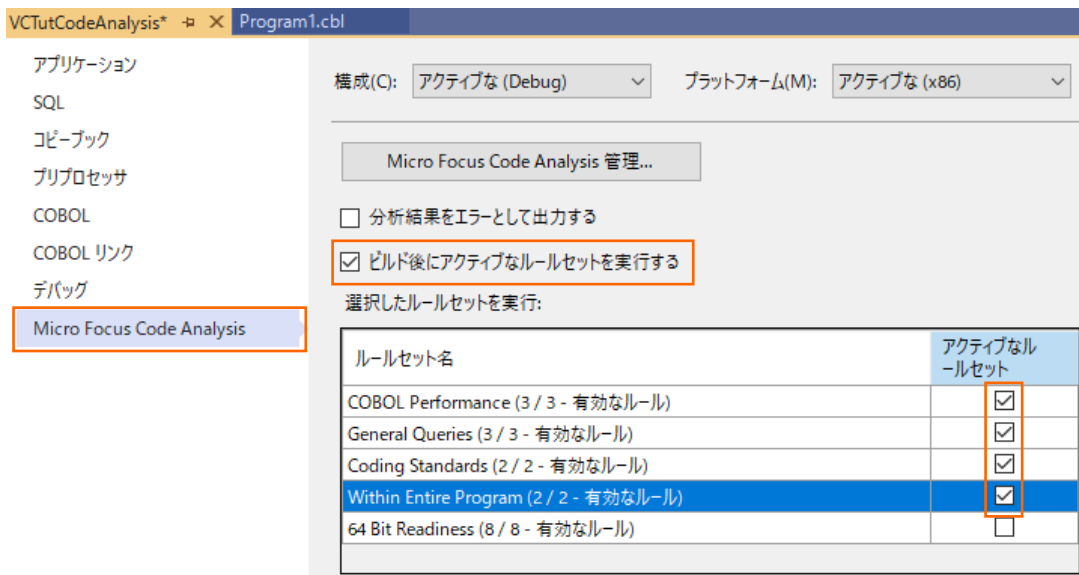 VCTutCodeAnalysis* Program1.cbl
アプリケーション
SQL
コピーブック
プリプロセッサ
COBOL
COBOL リンク
デバッグ
Micro Focus Code Analysis
構成(C): アクティブな (Debug) プラットフォーム(M): アクティブな (x86)
Micro Focus Code Analysis 管理...
分析結果をエラーとして出力する
ビルド後にアクティブなルールセットを実行する
選択したルールセットを実行:
ルールセット名
アクティブなル
ールセット
COBOL Performance (3 / 3 - 有効なルール)
General Queries (3 / 3 - 有効なルール)
Coding Standards (2 / 2 - 有効なルール)
Within Entire Program (2 / 2 - 有効なルール)
64 Bit Readiness (8 / 8 - 有効なルール)